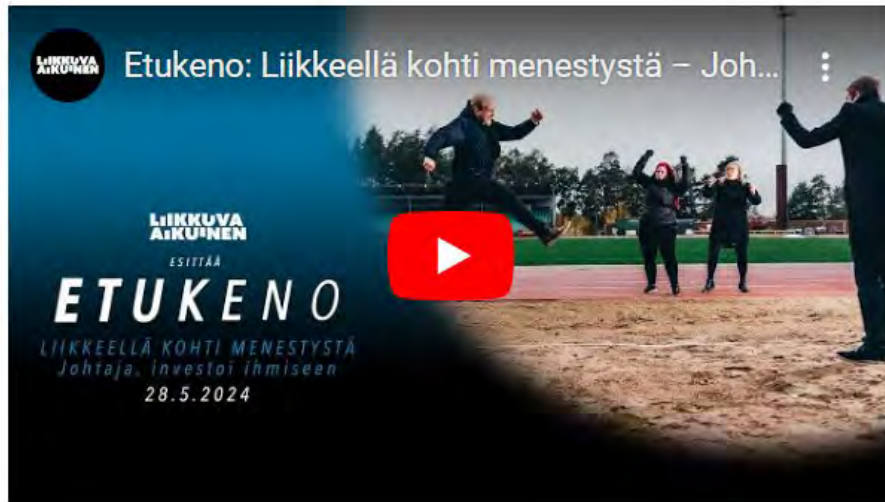 LIIKKUVA
AIKUINEN
Etukeno: Liikkeellä kohti menestystä – Joh...
LIIKKUVA
AIKUINEN
ESITTÄÄ
ETUKENO
LIIKKEELLÄ KOHTI MENESTYSTÄ
Johtaja, investoi ihmiseen
28.5.2024